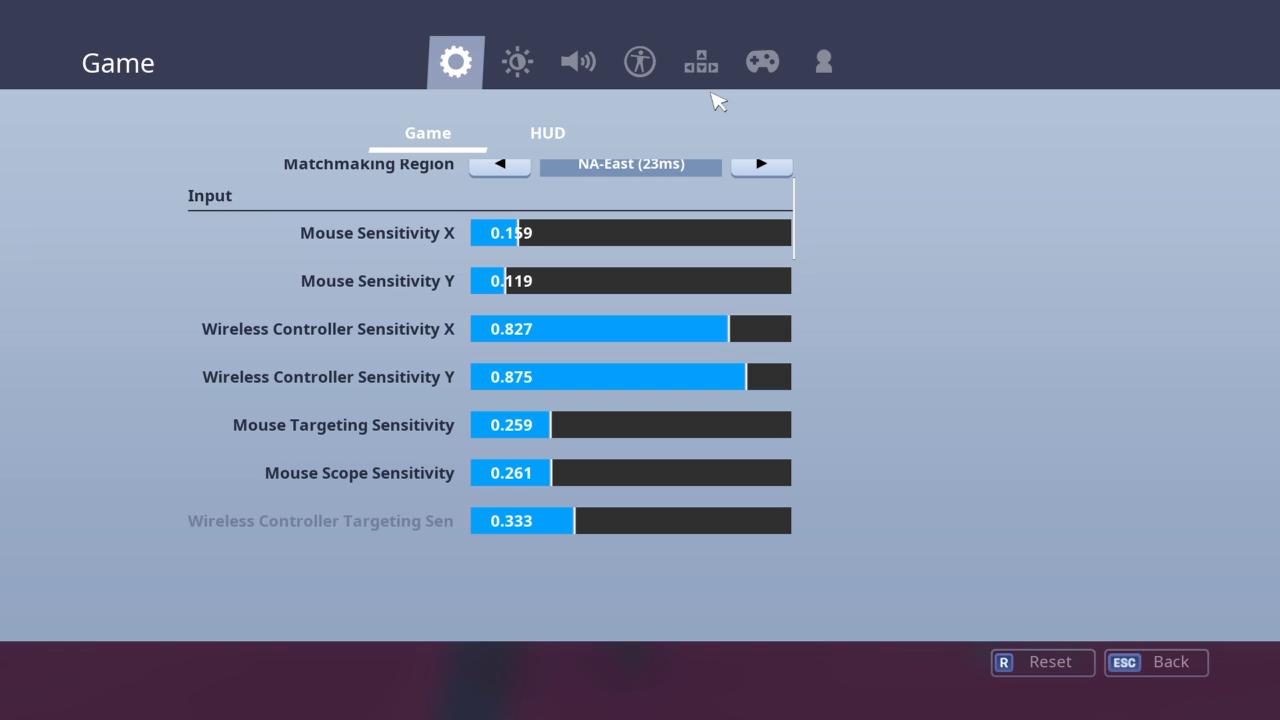 Game
Game HUD
Matchmaking Region NA-East (23ms)
Input
Mouse Sensitivity X 0.159
Mouse Sensitivity Y 0.119
Wireless Controller Sensitivity X 0.827
Wireless Controller Sensitivity Y 0.875
Mouse Targeting Sensitivity 0.259
Mouse Scope Sensitivity 0.261
Wireless Controller Targeting Sen 0.333
R Reset ESC Back